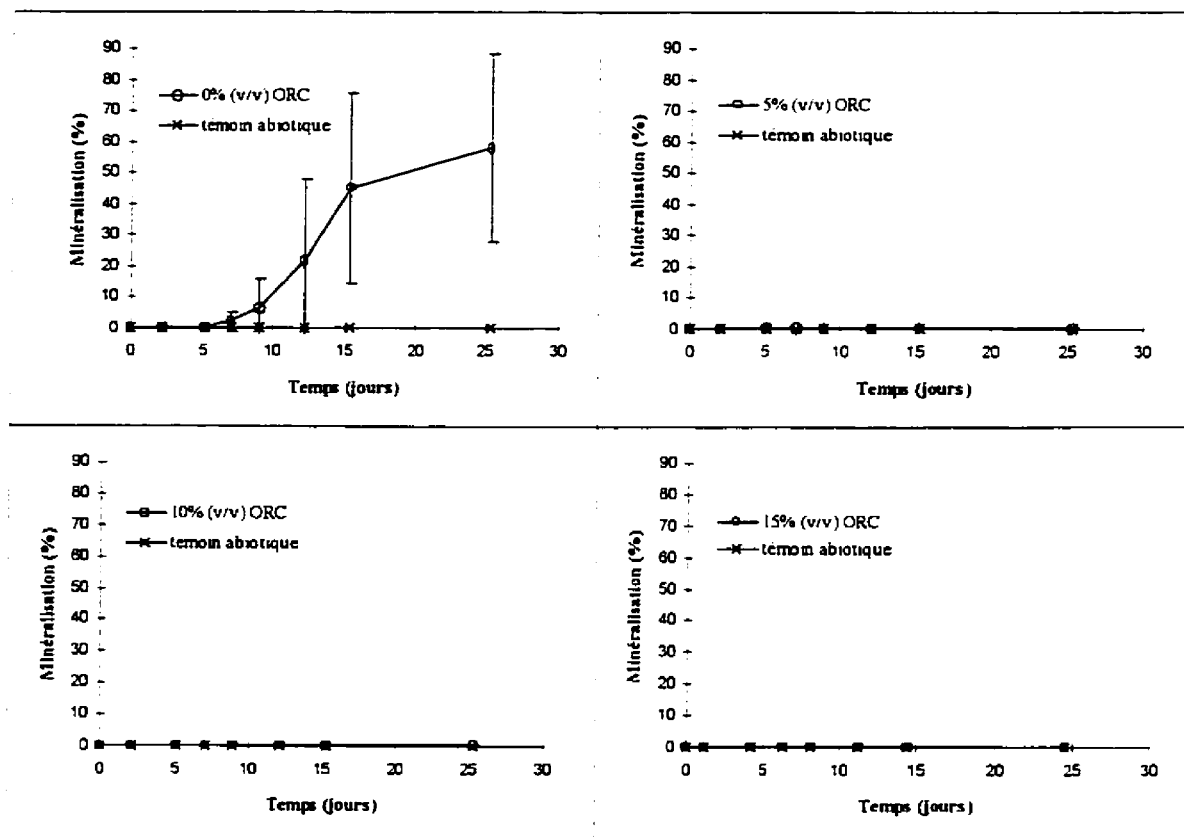 90
80
70
60
50
40
30
20
10
0
Minéralisation (%)
0% (v/v) ORC
témoin abiotique
0 5 10 15 20 25 30
Temps (jours)
90
80
70
60
50
40
30
20
10
0
Minéralisation (%)
5% (v/v) ORC
témoin abiotique
0 5 10 15 20 25 30
Temps (jours)
90
80
70
60
50
40
30
20
10
0
Minéralisation (%)
10% (v/v) ORC
témoin abiotique
0 5 10 15 20 25 30
Temps (jours)
90
80
70
60
50
40
30
20
10
0
Minéralisation (%)
15% (v/v) ORC
témoin abiotique
0 5 10 15 20 25 30
Temps (jours)